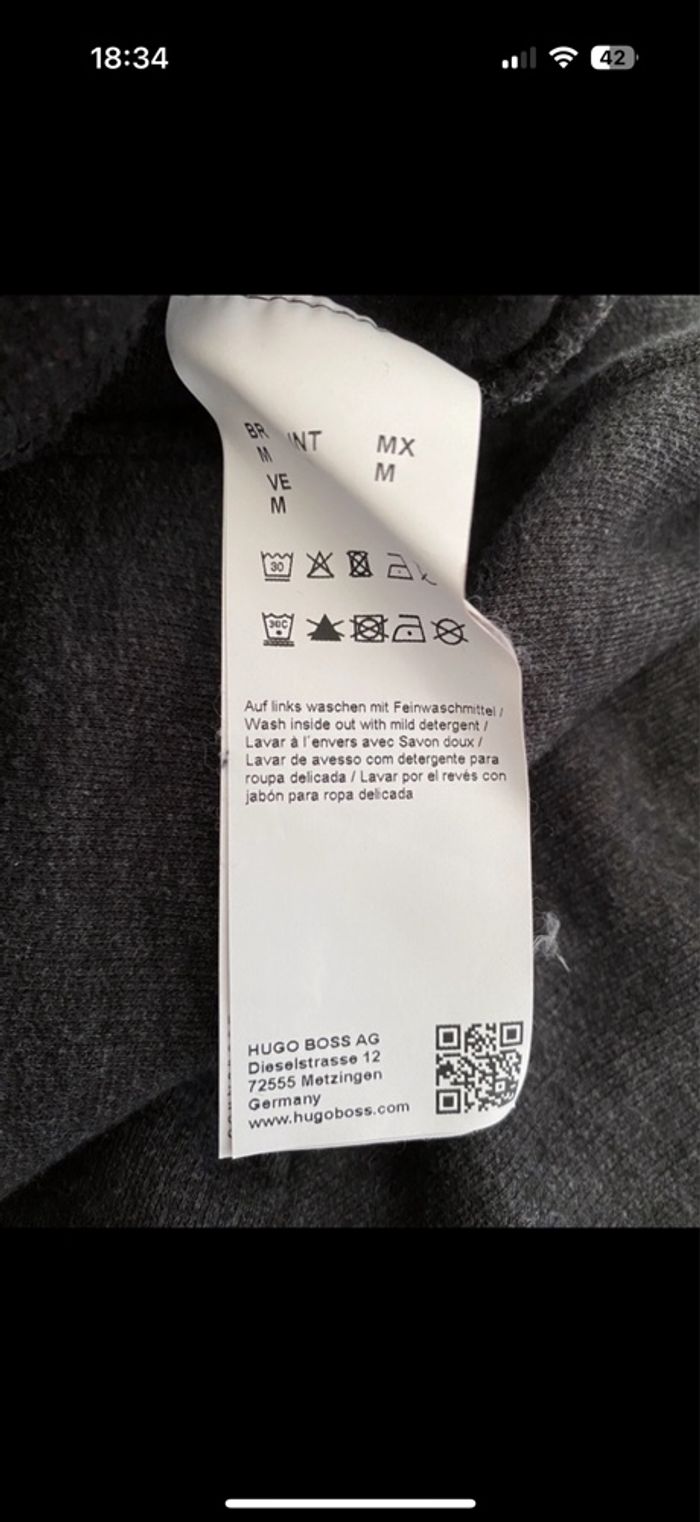 18:34
42
BR INT MX
M M
VE
M
30
30C
Auf links waschen mit Feinwaschmittel /
Wash inside out with mild detergent /
Lavar à l'envers avec Savon doux /
Lavar de avesso com detergente para
roupa delicada / Lavar por el revés con
jabón para ropa delicada
HUGO BOSS AG
Dieselstrasse 12
72555 Metzingen
Germany
www.hugoboss.com